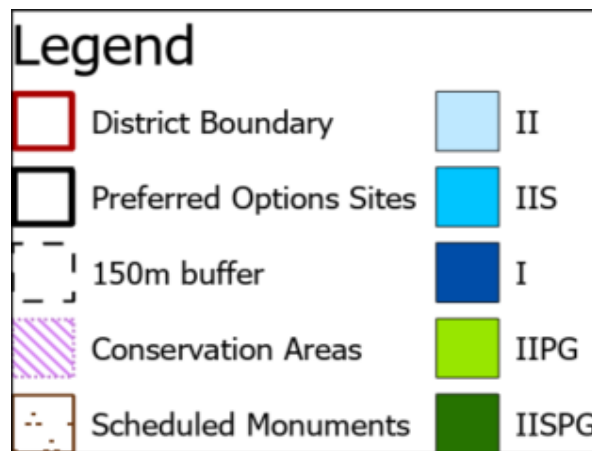 Legend
District Boundary
Preferred Options Sites
150m buffer
Conservation Areas
Scheduled Monuments
II
IIS
I
IIPG
IISPG